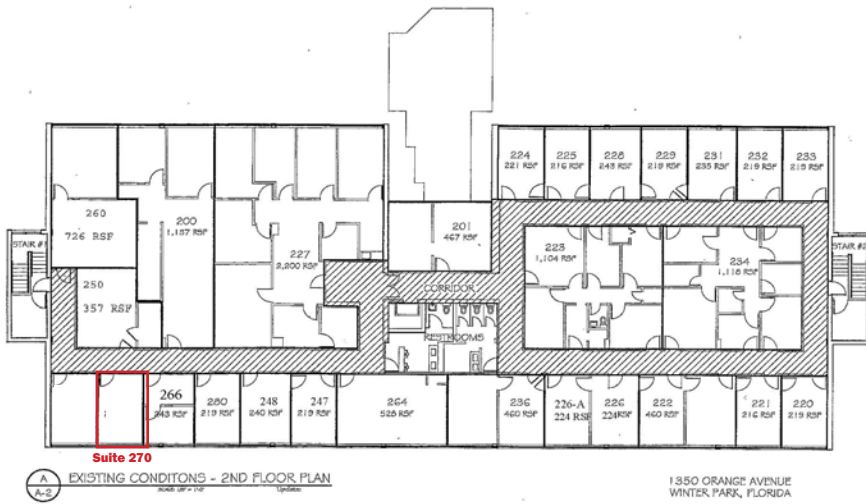 224
221 RSF
225
216 RSF
228
243 RSF
229
219 RSF
231
235 RSF
232
219 RSF
233
219 RSF
260
726 RSF
200
1,187 RSF
201
467 RSF
STAIR #1
227
2,200 RSF
223
1,104 RSF
234
1,118 RSF
STAIR #2
250
357 RSF
CORRIDOR
RESTROOMS
266
243 RSF
280
219 RSF
248
240 RSF
247
219 RSF
264
528 RSF
236
460 RSF
226-A
224 RSF
226
224 RSF
222
460 RSF
221
216 RSF
220
219 RSF
Suite 270
A
A-2
EXISTING CONDITONS - 2ND FLOOR PLAN
1350 ORANGE AVENUE
WINTER PARK, FLORIDA